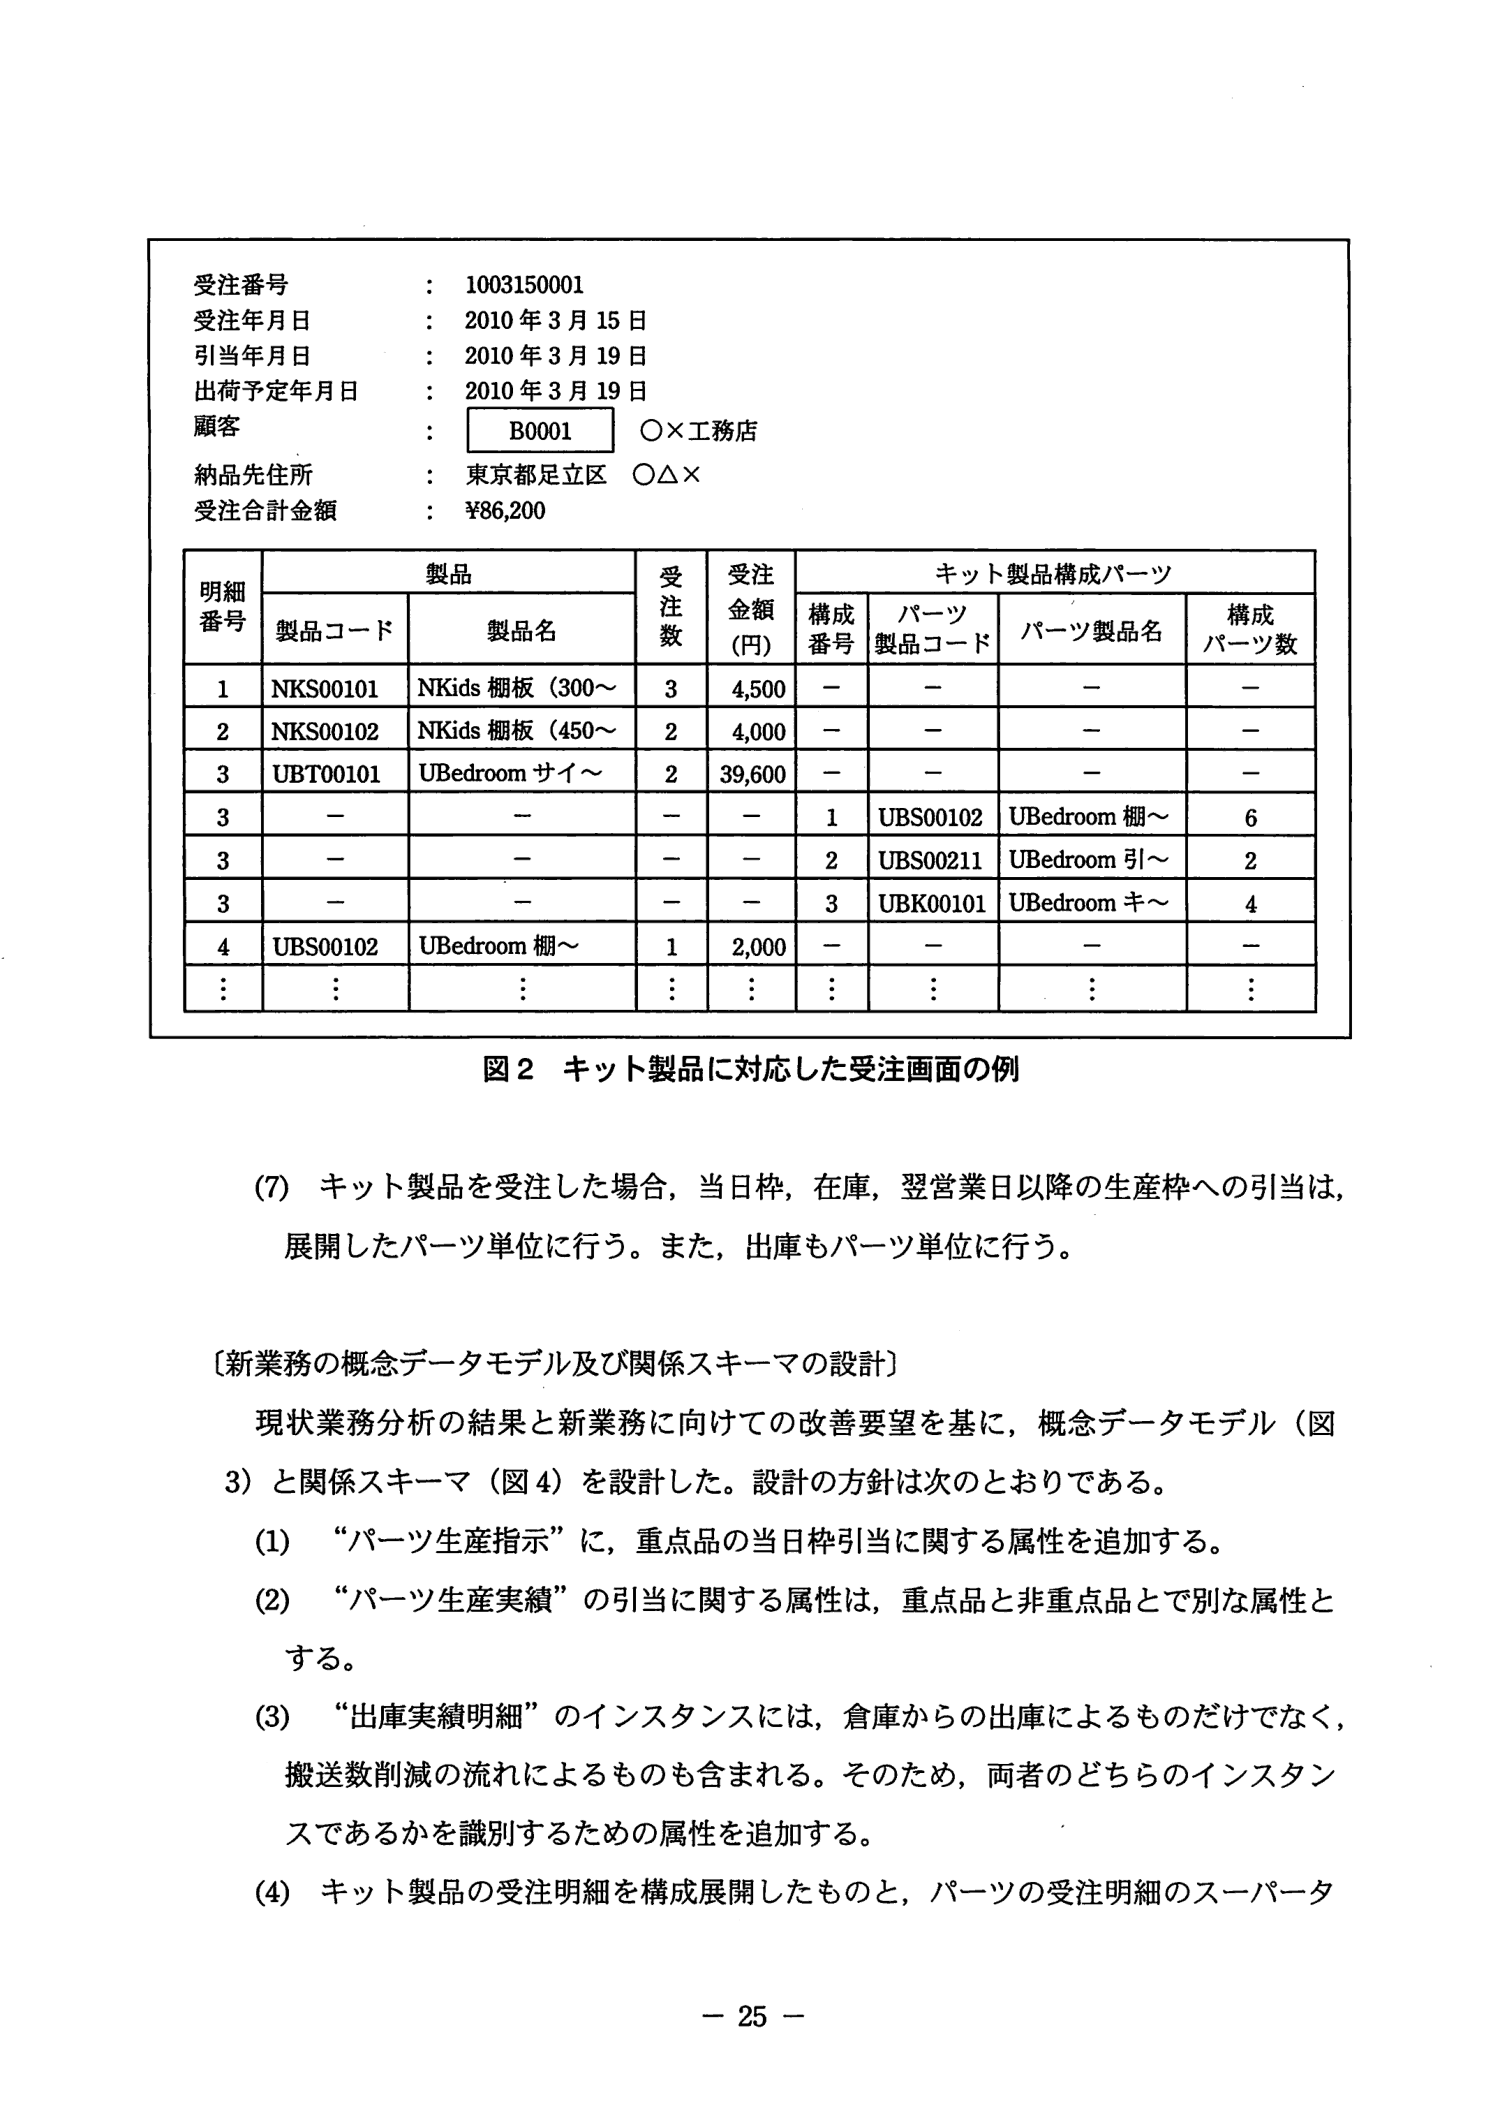 受注番号 : 1003150001
受注年月日 : 2010 年 3 月 15 日
引当年月日 : 2010 年 3 月 19 日
出荷予定年月日 : 2010 年 3 月 19 日
顧客 : B0001 ○×工務店
納品先住所 : 東京都足立区 ○△×
受注合計金額 : ¥86,200
明細番号 製品 受注数 受注金額(円) キット製品構成パーツ
製品コード 製品名 構成番号 パーツ製品コード パーツ製品名 構成パーツ数
1 NKS00101 NKids 棚板（300～ 3 4,500 － － － －
2 NKS00102 NKids 棚板（450～ 2 4,000 － － － －
3 UBT00101 UBedroom サイ～ 2 39,600 － － － －
3 － － － － 1 UBS00102 UBedroom 棚～ 6
3 － － － － 2 UBS00211 UBedroom 引～ 2
3 － － － － 3 UBK00101 UBedroom キ～ 4
4 UBS00102 UBedroom 棚～ 1 2,000 － － － －
⋮ ⋮ ⋮ ⋮ ⋮ ⋮ ⋮ ⋮ ⋮
図2 キット製品に対応した受注画面の例
(7) キット製品を受注した場合，当日枠，在庫，翌営業日以降の生産枠への引当は，
展開したパーツ単位に行う。また，出庫もパーツ単位に行う。
〔新業務の概念データモデル及び関係スキーマの設計〕
現状業務分析の結果と新業務に向けての改善要望を基に，概念データモデル（図
3）と関係スキーマ（図 4）を設計した。設計の方針は次のとおりである。
(1) “パーツ生産指示”に，重点品の当日枠引当に関する属性を追加する。
(2) “パーツ生産実績”の引当に関する属性は，重点品と非重点品とで別な属性と
する。
(3) “出庫実績明細”のインスタンスには，倉庫からの出庫によるものだけでなく，
搬送数削減の流れによるものも含まれる。そのため，両者のどちらのインスタン
スであるかを識別するための属性を追加する。
(4) キット製品の受注明細を構成展開したものと，パーツの受注明細のスーパータ
－ 25 －